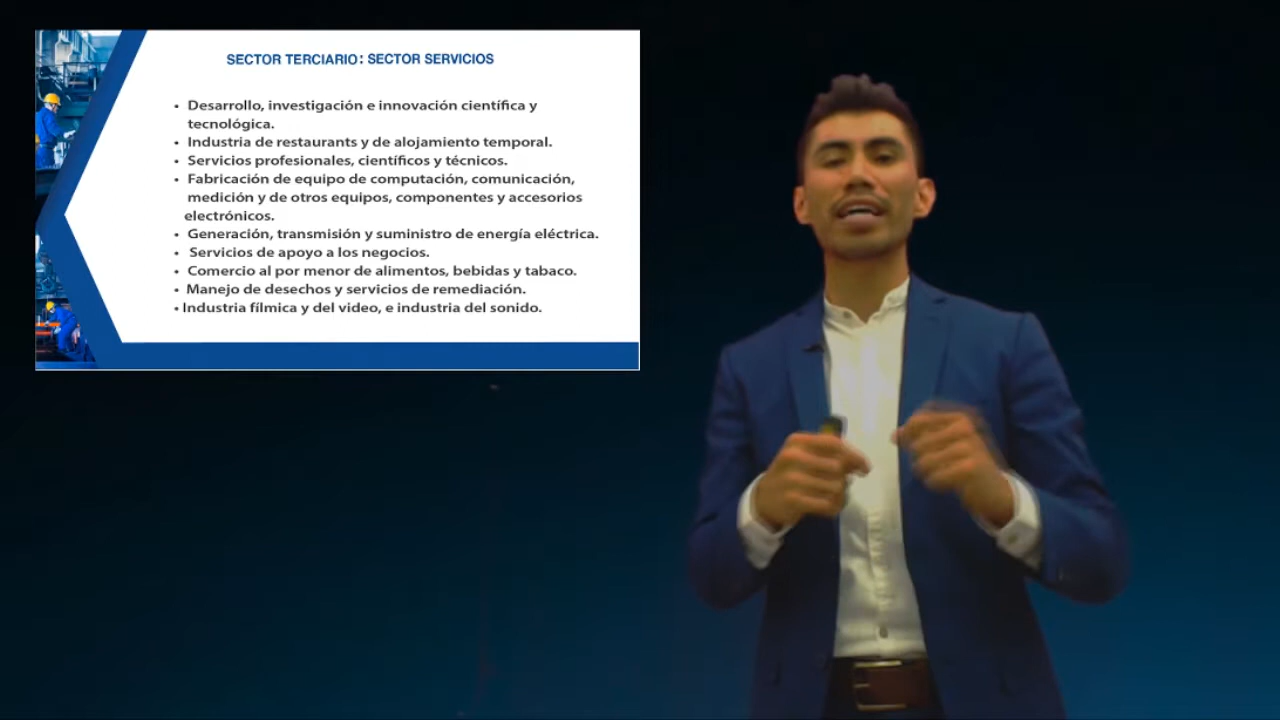 SECTOR TERCIARIO: SECTOR SERVICIOS
• Desarrollo, investigación e innovación científica y
tecnológica.
• Industria de restaurants y de alojamiento temporal.
• Servicios profesionales, científicos y técnicos.
• Fabricación de equipo de computación, comunicación,
medición y de otros equipos, componentes y accesorios
electrónicos.
• Generación, transmisión y suministro de energía eléctrica.
• Servicios de apoyo a los negocios.
• Comercio al por menor de alimentos, bebidas y tabaco.
• Manejo de desechos y servicios de remediación.
• Industria fílmica y del video, e industria del sonido.